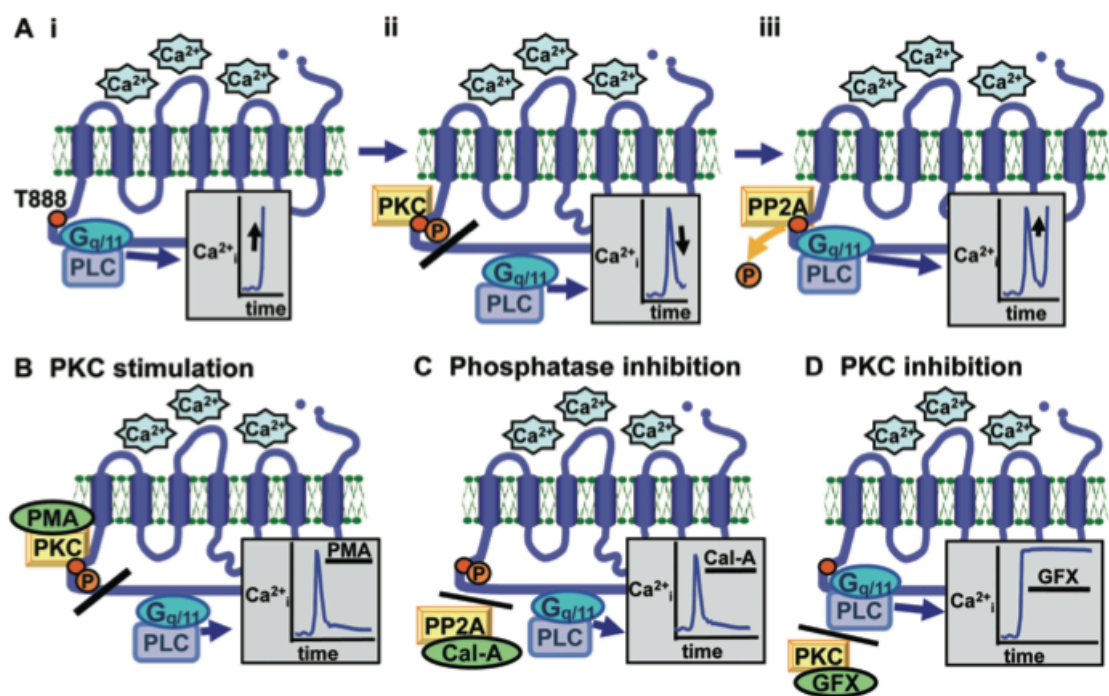 A i
ii
iii
Ca²⁺
Ca²⁺
Ca²⁺
T888
Gq/11
PLC
Ca²⁺i
time
Ca²⁺
Ca²⁺
Ca²⁺
PKC
P
Gq/11
PLC
Ca²⁺i
time
Ca²⁺
Ca²⁺
Ca²⁺
PP2A
P
Gq/11
PLC
Ca²⁺i
time
B PKC stimulation
Ca²⁺
Ca²⁺
Ca²⁺
PMA
PKC
P
Gq/11
PLC
PMA
Ca²⁺i
time
C Phosphatase inhibition
Ca²⁺
Ca²⁺
Ca²⁺
P
PP2A
Cal-A
Gq/11
PLC
Cal-A
Ca²⁺i
time
D PKC inhibition
Ca²⁺
Ca²⁺
Ca²⁺
Gq/11
PLC
PKC
GFX
GFX
Ca²⁺i
time